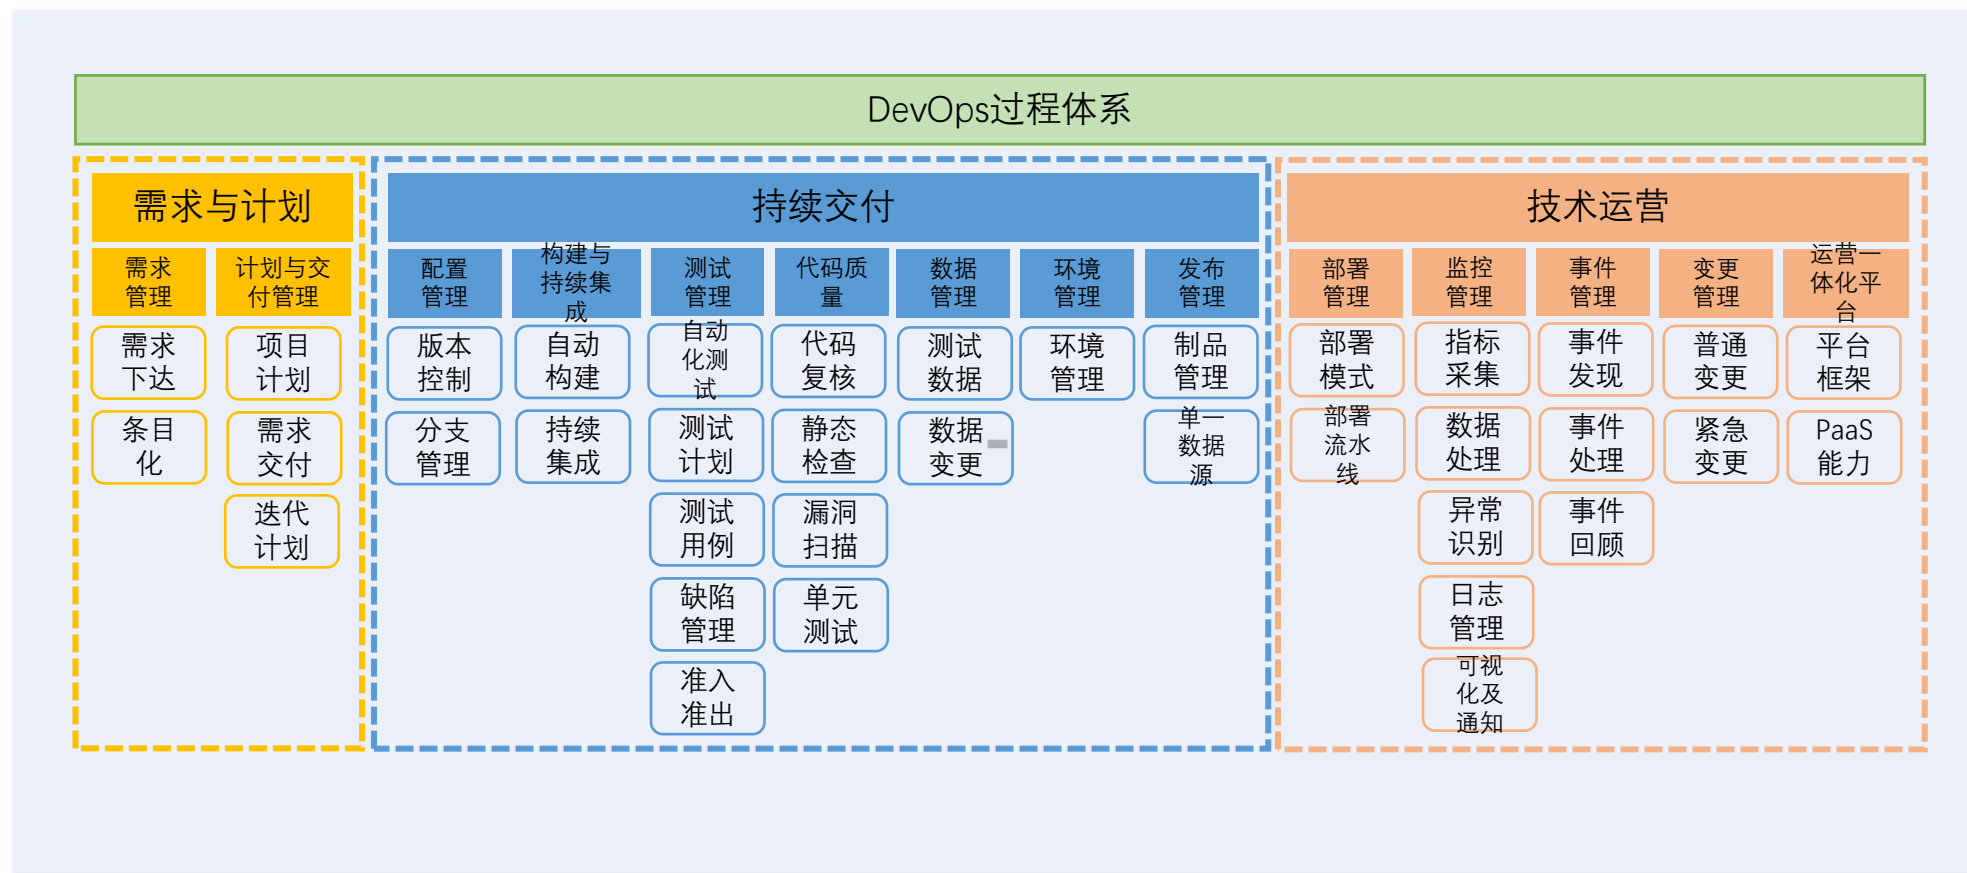 DevOps过程体系
需求与计划
需求
管理
计划与交
付管理
需求
下达
项目
计划
条目
化
需求
交付
迭代
计划
持续交付
配置
管理
构建与
持续集
成
测试
管理
代码质
量
数据
管理
环境
管理
发布
管理
版本
控制
自动
构建
自动
化测
试
代码
复核
测试
数据
环境
管理
制品
管理
分支
管理
持续
集成
测试
计划
静态
检查
数据
变更
单一
数据
源
测试
用例
漏洞
扫描
缺陷
管理
单元
测试
准入
准出
技术运营
部署
管理
监控
管理
事件
管理
变更
管理
运营一
体化平
台
部署
模式
指标
采集
事件
发现
普通
变更
平台
框架
部署
流水
线
数据
处理
事件
处理
紧急
变更
PaaS
能力
异常
识别
事件
回顾
日志
管理
可视
化及
通知